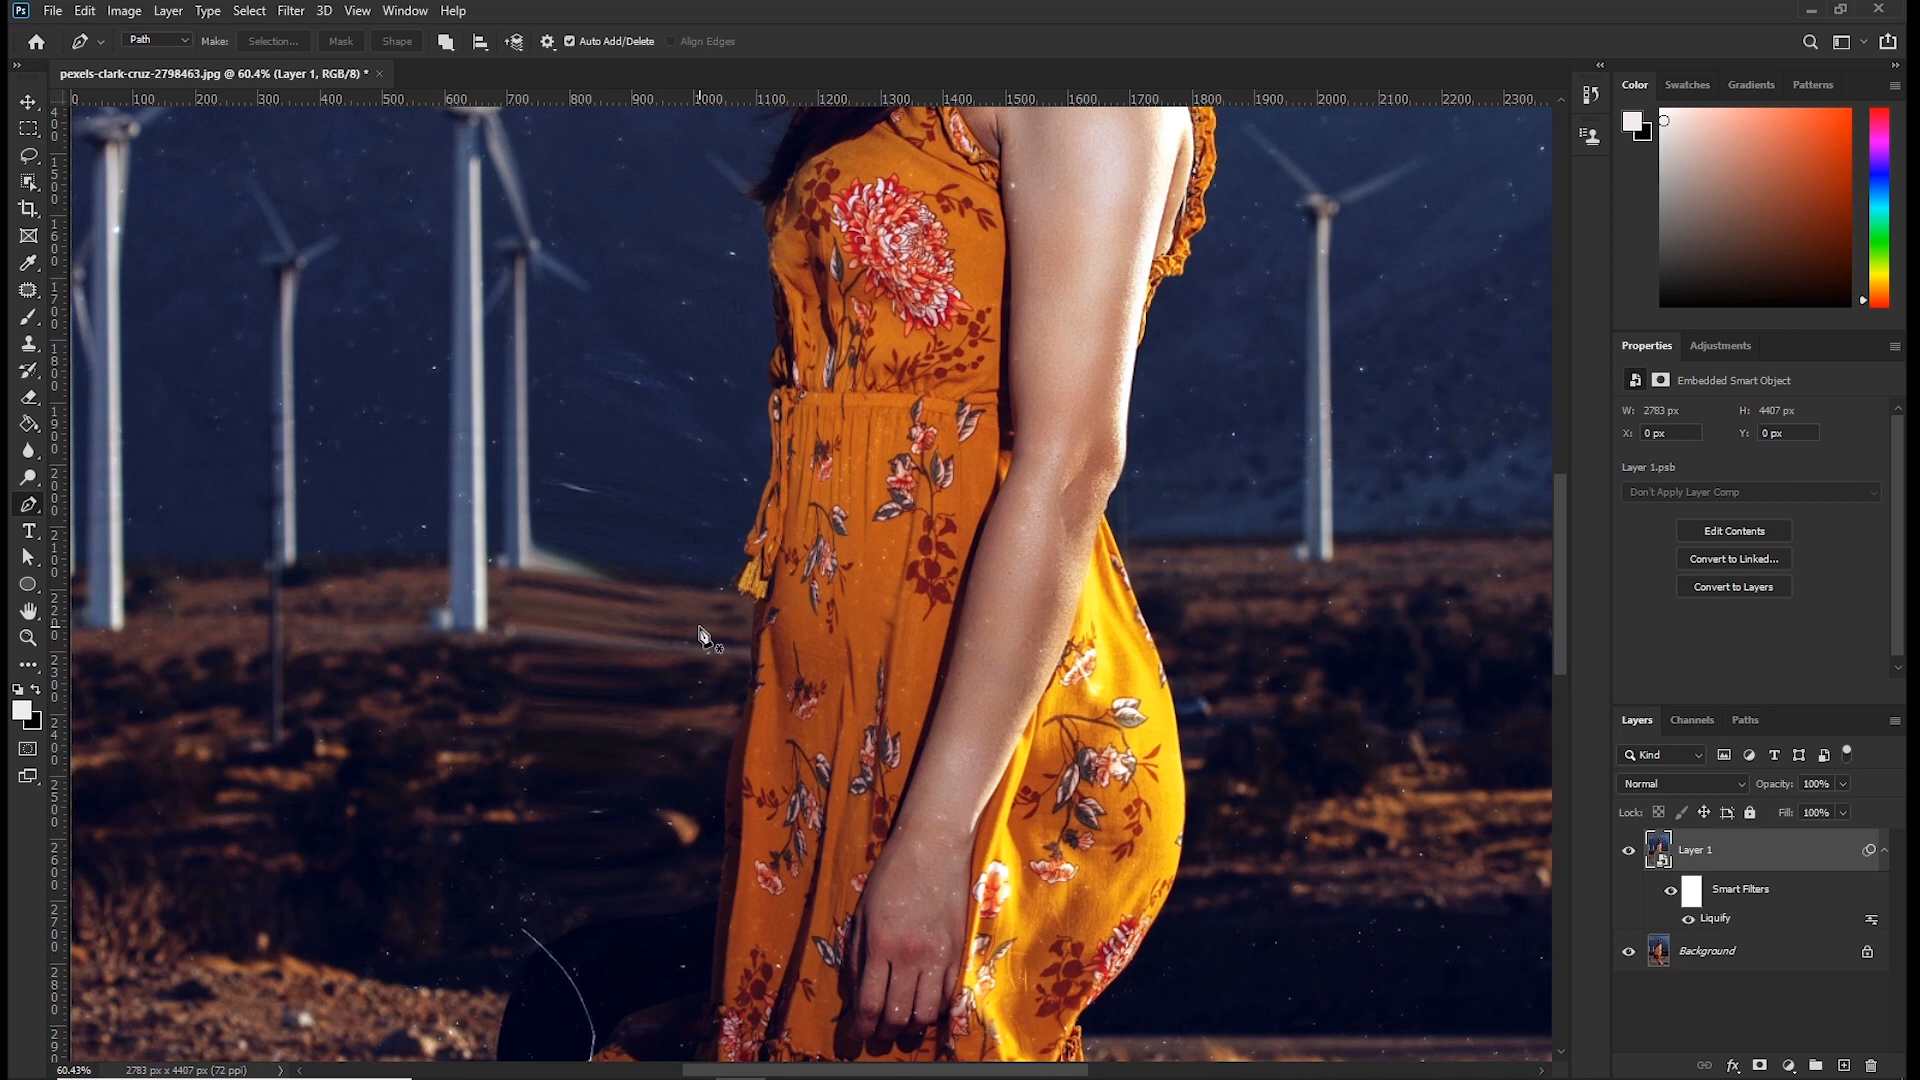 Ps File Edit Image Layer Type Select Filter 3D View Window Help
Path Make: Selection... Mask Shape Auto Add/Delete Align Edges
pexels-clark-cruz-2798463.jpg @ 60.4% (Layer 1, RGB/8) * ×
0 100 200 300 400 500 600 700 800 900 1000 1100 1200 1300 1400 1500 1600 1700 1800 1900 2000 2100 2200 2300
Color Swatches Gradients Patterns
Properties Adjustments
Embedded Smart Object
W: 2783 px H: 4407 px
X: 0 px Y: 0 px
Layer 1.psb
Don't Apply Layer Comp
Edit Contents
Convert to Linked...
Convert to Layers
Layers Channels Paths
Kind
Normal Opacity: 100%
Lock: Fill: 100%
Layer 1
Smart Filters
Liquify
Background
fx
60.43% 2783 px x 4407 px (72 ppi)